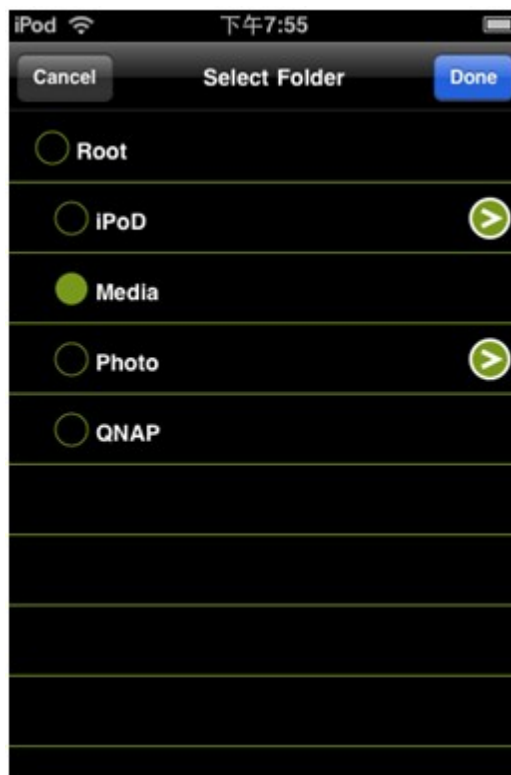 iPod 下午7:55
Cancel Select Folder Done
Root
iPoD
Media
Photo
QNAP